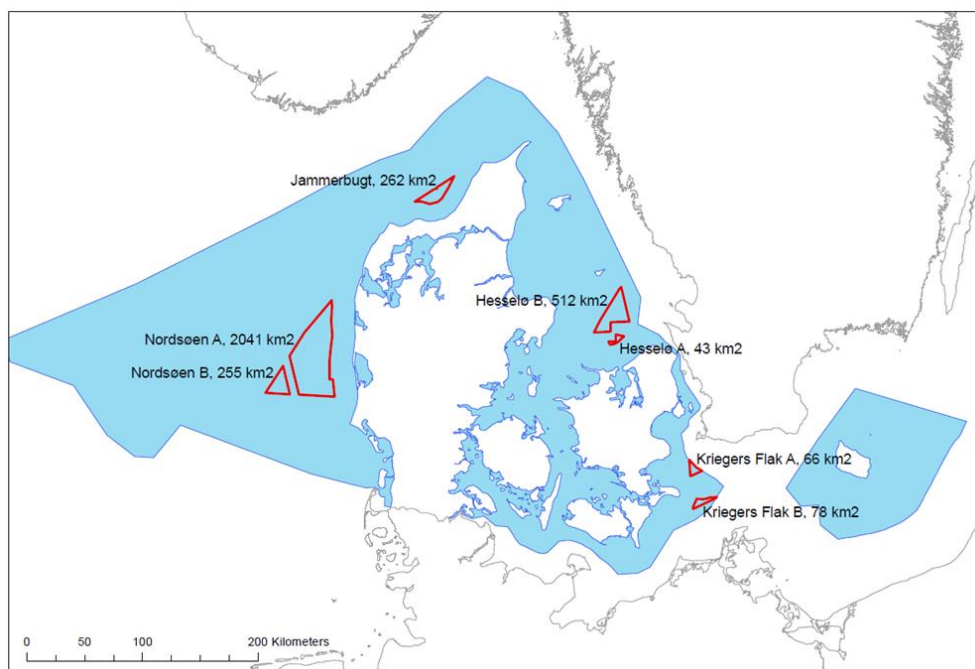 Jammerbugt, 262 km2
Hesselø B, 512 km2
Nordsøen A, 2041 km2
Hesselø A, 43 km2
Nordsøen B, 255 km2
Kriegers Flak A, 66 km2
Kriegers Flak B, 78 km2
0 50 100 200 Kilometers